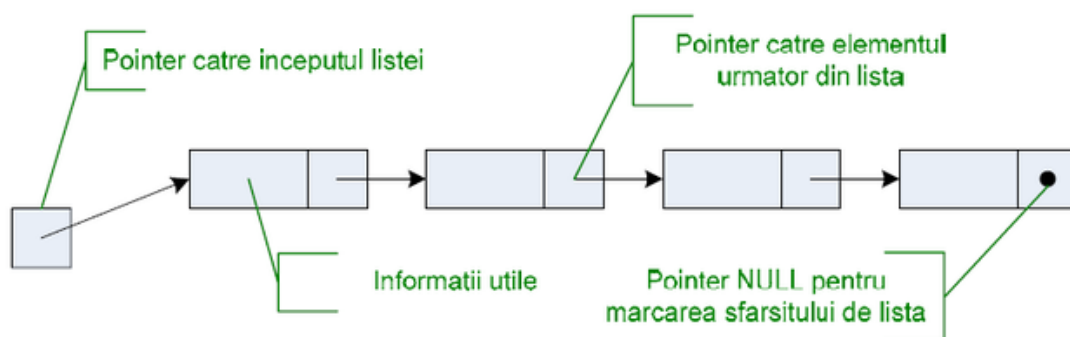 Pointer catre inceputul listei
Pointer catre elementul
urmator din lista
Informatii utile
Pointer NULL pentru
marcarea sfarsitului de lista